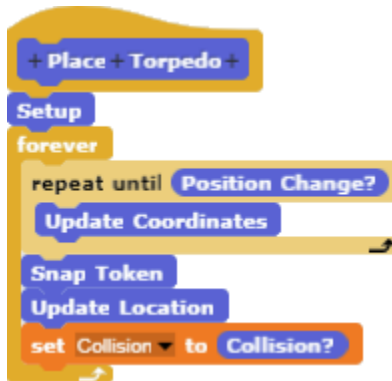 + Place + Torpedo +
Setup
forever
repeat until Position Change?
Update Coordinates
Snap Token
Update Location
set Collision to Collision?